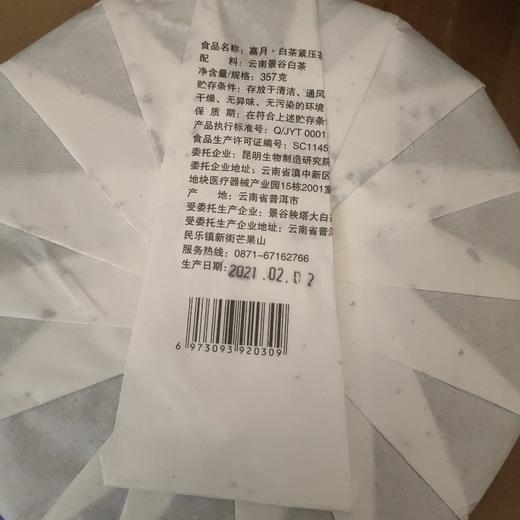 食品名称：嘉月·白茶紧压茶
配 料：云南景谷白茶
净含量/规格：357克
贮存条件：存放于清洁、通风
干燥、无异味、无污染的环境
保 质 期：在符合上述贮存条
产品执行标准号：Q/JYT 0001
食品生产许可证编号：SC1145
委托企业：昆明生物制造研究院
委托企业地址：云南省滇中新区
地块医疗器械产业园15栋2001室
产 地：云南省普洱市
受委托生产企业：景谷秧塔大白茶
受委托生产企业地址：云南省普洱
民乐镇新街芒果山
服务热线：0871-67162766
生产日期：2021.02.02
6 973093 920309